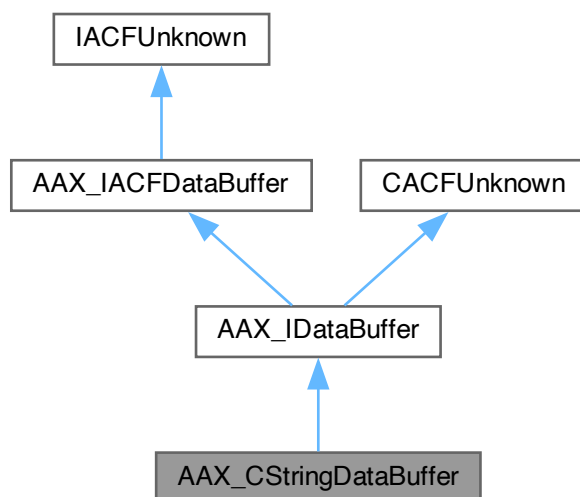 IACFUnknown
AAX_IACFDataBuffer
CACFUnknown
AAX_IDataBuffer
AAX_CStringDataBuffer